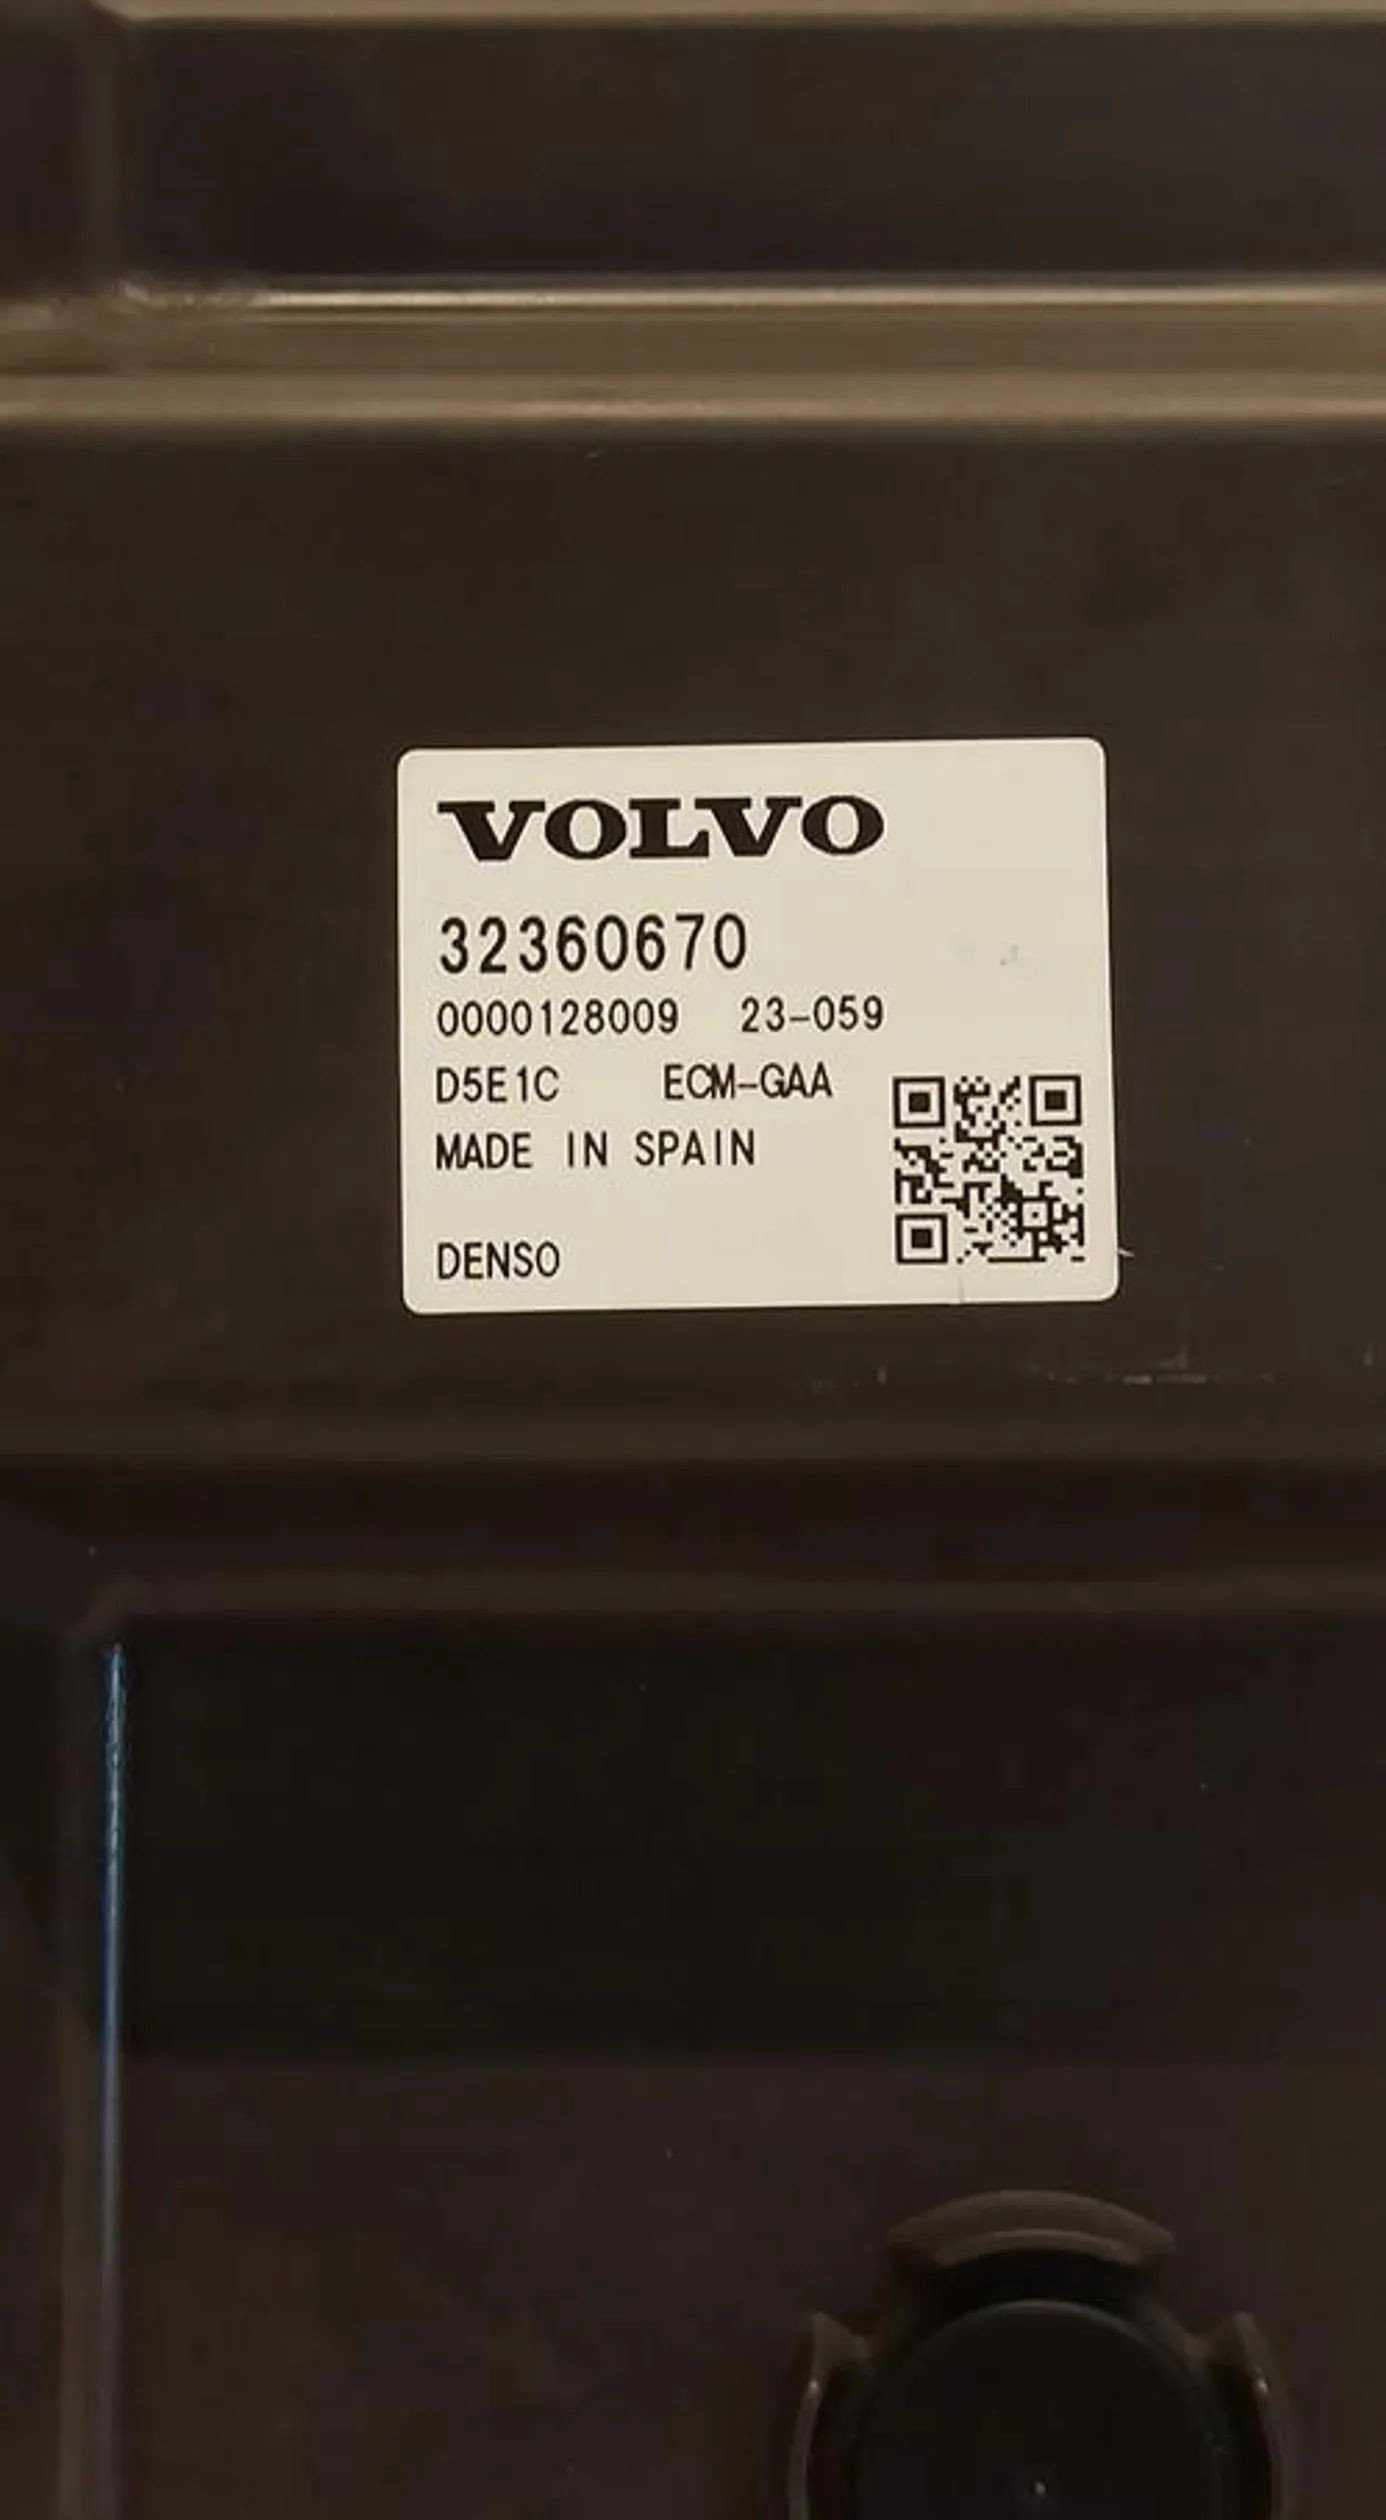 VOLVO
32360670
0000128009 23-059
D5E1C ECM-GAA
MADE IN SPAIN
DENSO